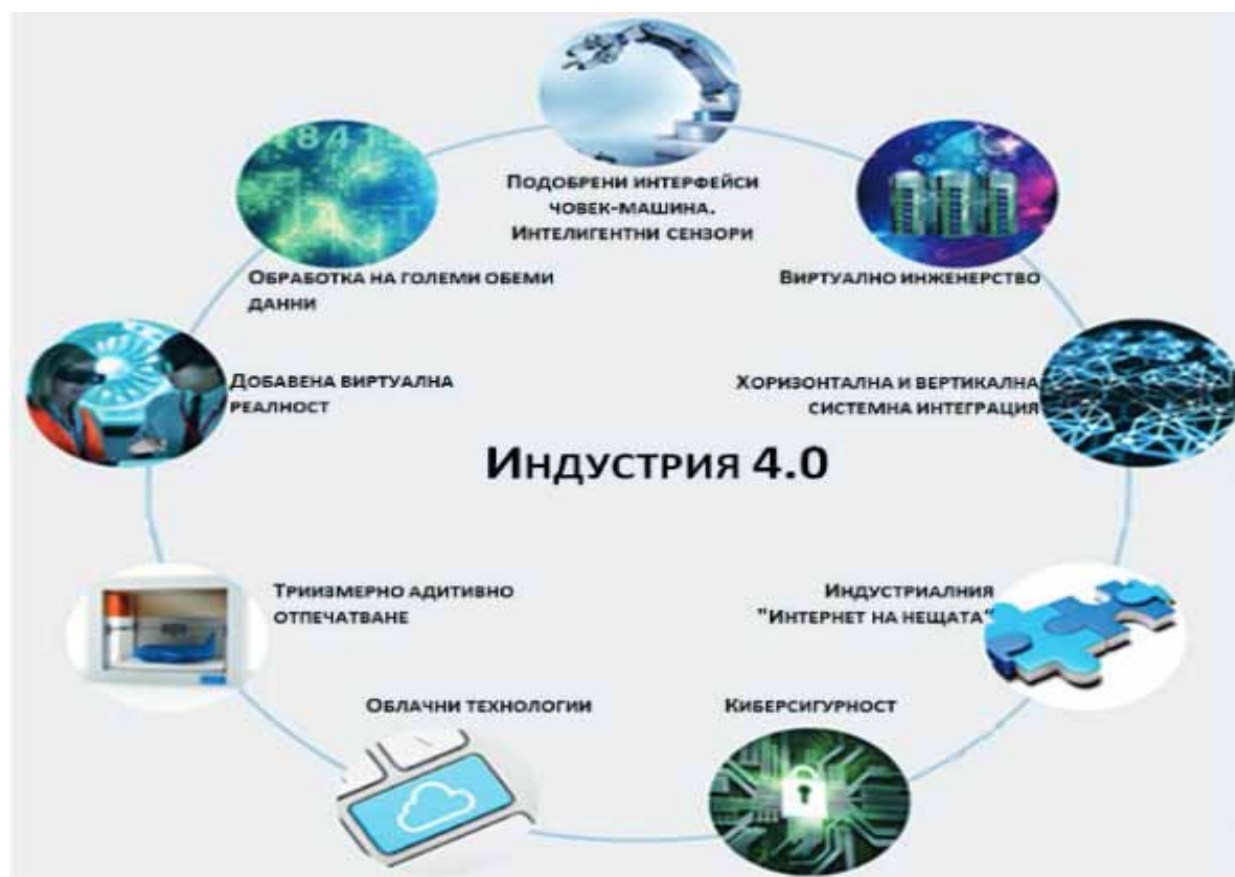 Подобрени интерфейси
човек-машина.
Интелигентни сензори
Обработка на големи обеми
данни
Виртуално инженерство
Добавена виртуална
реалност
Хоризонтална и вертикална
системна интеграция
Индустрия 4.0
Триизмерно адитивно
отпечатване
Индустриалния
"Интернет на нещата“
Облачни технологии
Киберсигурност